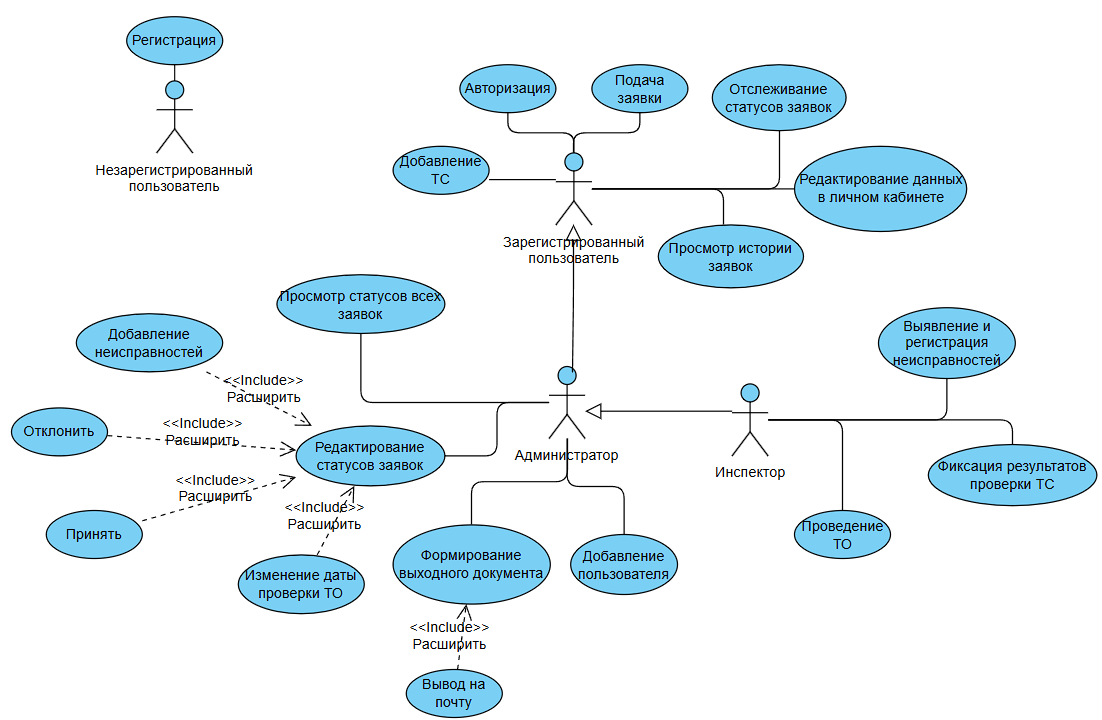 Регистрация
Незарегистрированный
пользователь
Авторизация
Подача
заявки
Отслеживание
статусов заявок
Добавление
ТС
Редактирование данных
в личном кабинете
Зарегистрированный
пользователь
Просмотр истории
заявок
Просмотр статусов всех
заявок
Добавление
неисправностей
Выявление и
регистрация
неисправностей
<<Include>>
Расширить
Отклонить
<<Include>>
Расширить
Редактирование
статусов заявок
Администратор
Инспектор
Фиксация результатов
проверки ТС
<<Include>>
Расширить
Принять
<<Include>>
Расширить
Проведение
ТО
Изменение даты
проверки ТО
Формирование
выходного документа
Добавление
пользователя
<<Include>>
Расширить
Вывод на
почту